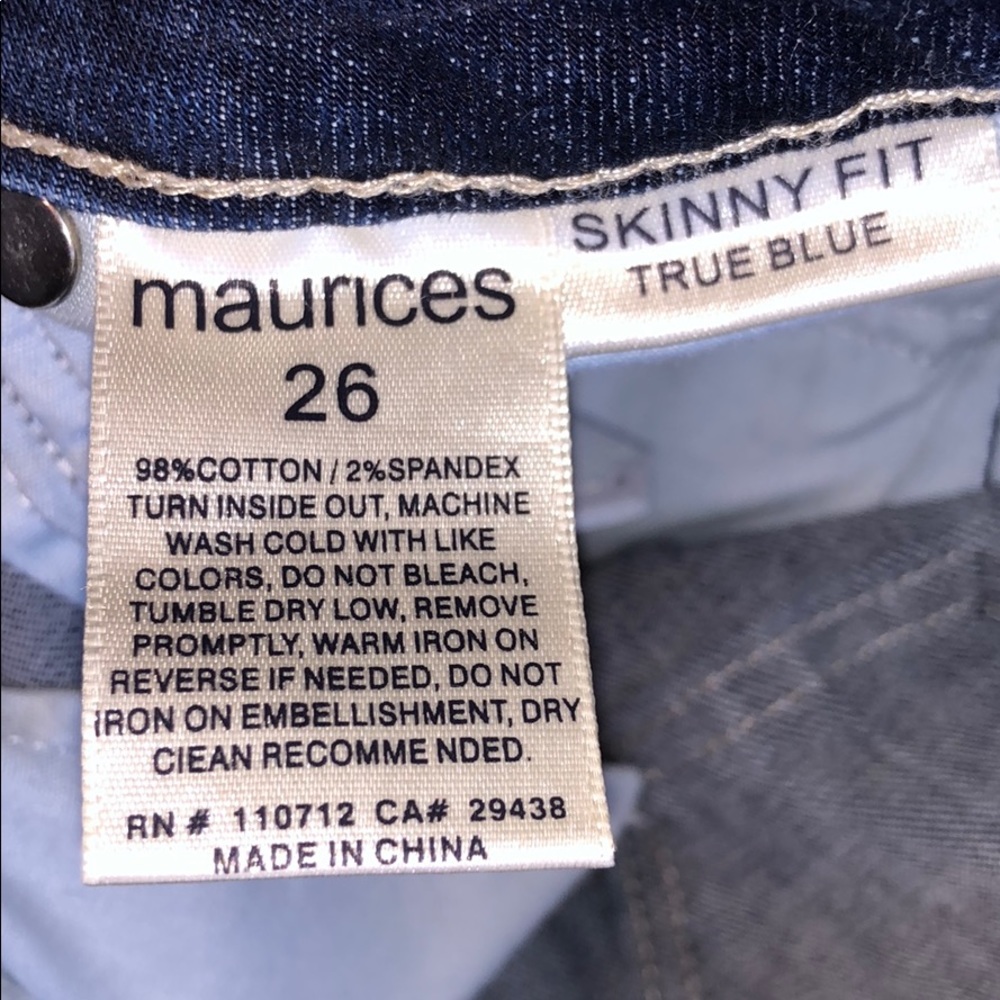 SKINNY FIT
TRUE BLUE
maurices
26
98%COTTON / 2%SPANDEX
TURN INSIDE OUT, MACHINE
WASH COLD WITH LIKE
COLORS, DO NOT BLEACH,
TUMBLE DRY LOW, REMOVE
PROMPTLY, WARM IRON ON
REVERSE IF NEEDED, DO NOT
IRON ON EMBELLISHMENT, DRY
CIEAN RECOMME NDED.
RN # 110712 CA# 29438
MADE IN CHINA